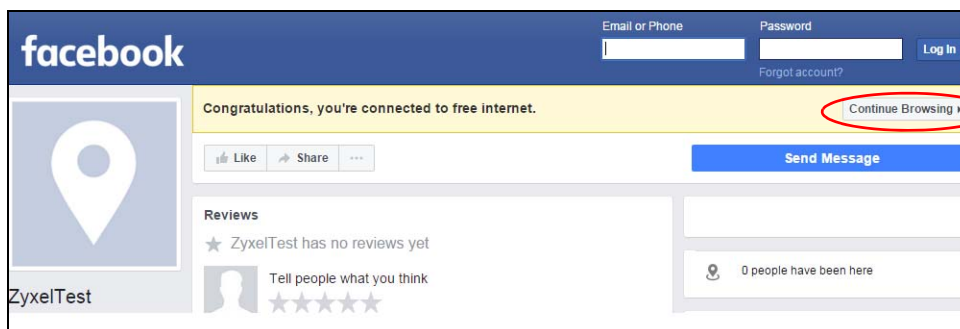 Email or Phone Password
facebook
Log In
Forgot account?
Congratulations, you're connected to free internet.
Continue Browsing
Like Share ...
Send Message
Reviews
ZyxelTest has no reviews yet
Tell people what you think
0 people have been here
ZyxelTest